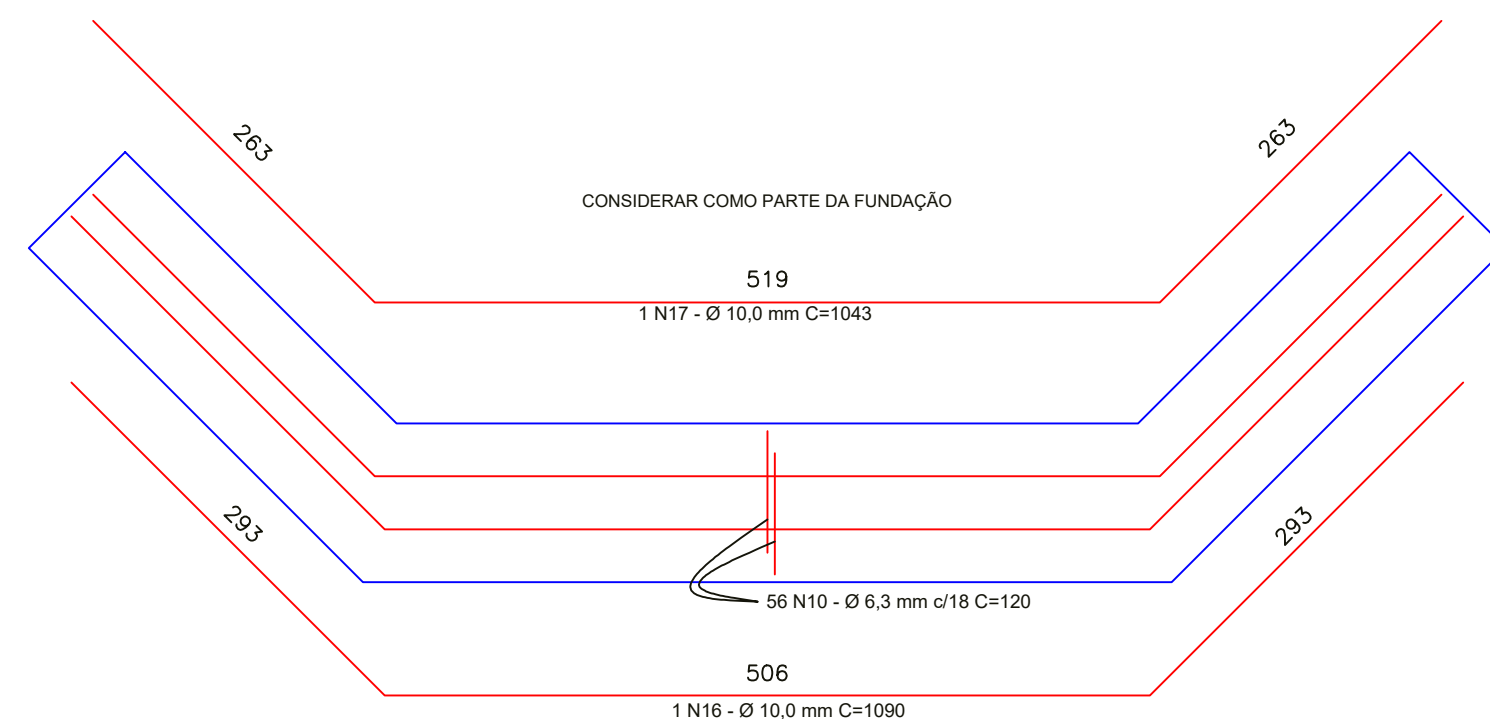 263
263
CONSIDERAR COMO PARTE DA FUNDAÇÃO
519
1 N17 - Ø 10,0 mm C=1043
293
293
56 N10 - Ø 6,3 mm c/18 C=120
506
1 N16 - Ø 10,0 mm C=1090